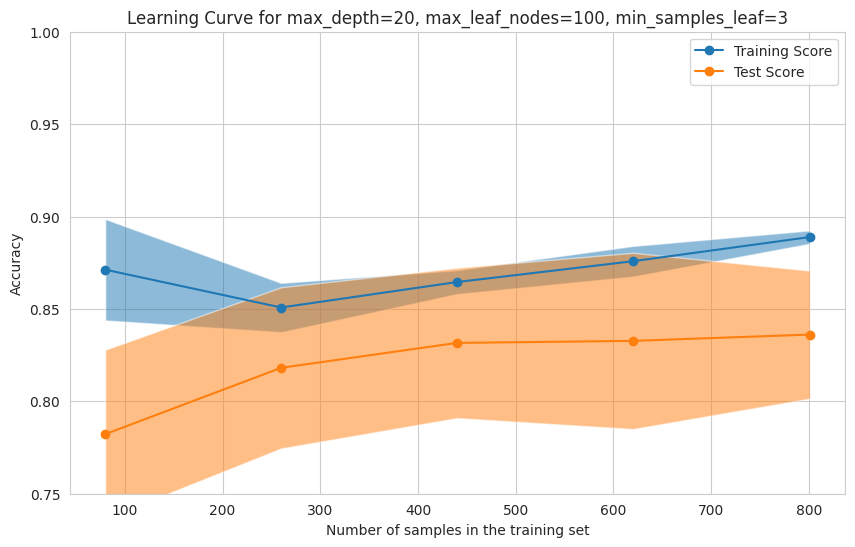 Learning Curve for max_depth=20, max_leaf_nodes=100, min_samples_leaf=3
1.00
Training Score
Test Score
0.95
0.90
0.85
0.80
0.75
Accuracy
100 200 300 400 500 600 700 800
Number of samples in the training set